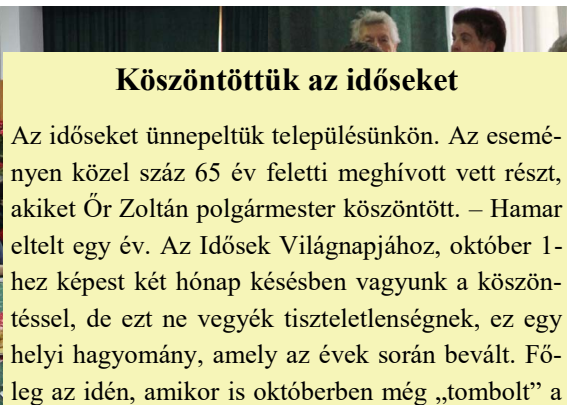 Köszöntöttük az időseket
Az időseket ünnepeltük településünkön. Az esemé-
nyen közel száz 65 év feletti meghívott vett részt,
akiket Őr Zoltán polgármester köszöntött. – Hamar
eltelt egy év. Az Idősek Világnapjához, október 1-
hez képest két hónap késésben vagyunk a köszön-
téssel, de ezt ne vegyék tiszteletlenségnek, ez egy
helyi hagyomány, amely az évek során bevált. Fő-
leg az idén, amikor is októberben még „tombolt” a